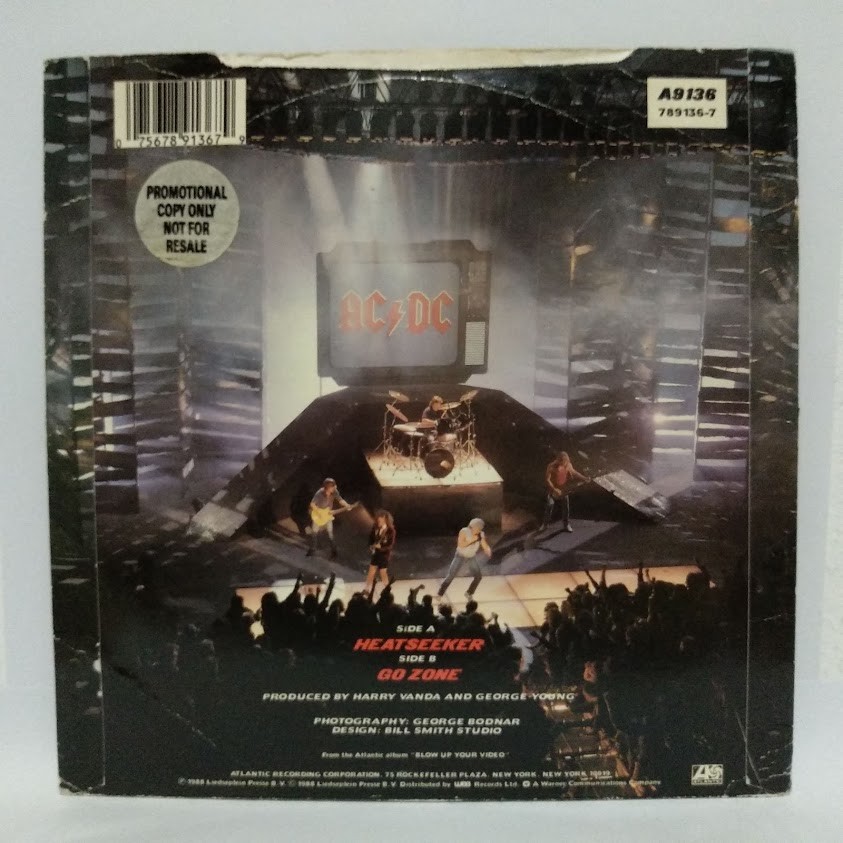 0 75678 91367 9
A9136
789136-7
PROMOTIONAL
COPY ONLY
NOT FOR
RESALE
AC⚡DC
SIDE A
HEATSEEKER
SIDE B
GO ZONE
PRODUCED BY HARRY VANDA AND GEORGE YOUNG
PHOTOGRAPHY: GEORGE BODNAR
DESIGN: BILL SMITH STUDIO
From the Atlantic album "BLOW UP YOUR VIDEO"
ATLANTIC RECORDING CORPORATION, 75 ROCKEFELLER PLAZA, NEW YORK, NEW YORK 10019
℗ 1988 Leidseplein Presse B.V. © 1988 Leidseplein Presse B.V. Distributed by WEA Records Ltd. A Warner Communications Company
ATLANTIC